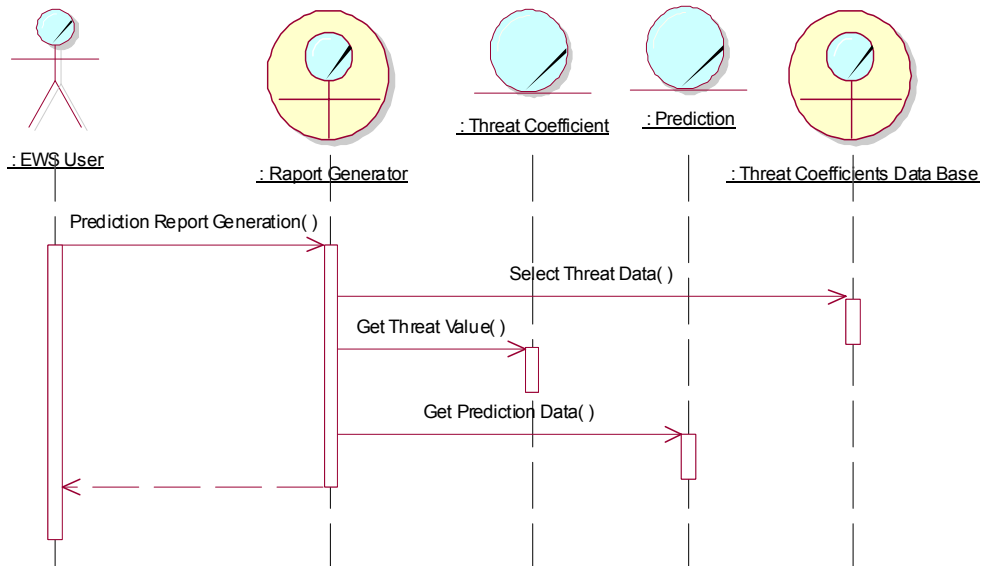 : EWS User
: Raport Generator
: Threat Coefficient
: Prediction
: Threat Coefficients Data Base
Prediction Report Generation( )
Select Threat Data( )
Get Threat Value( )
Get Prediction Data( )